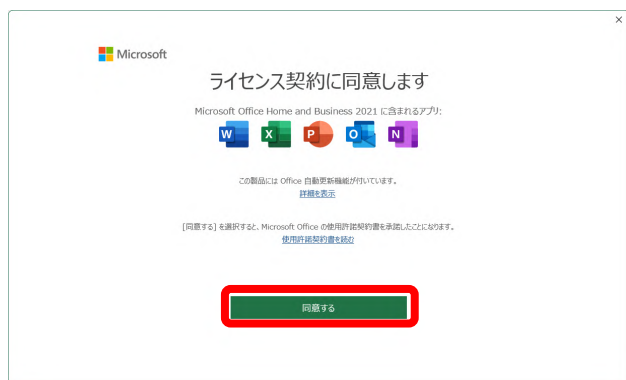 ×
Microsoft
ライセンス契約に同意します
Microsoft Office Home and Business 2021 に含まれるアプリ:
W X P O N
この製品には Office 自動更新機能が付いています。
詳細を表示
[同意する] を選択すると、Microsoft Office の使用許諾契約書を承諾したことになります。
使用許諾契約書を読む
同意する